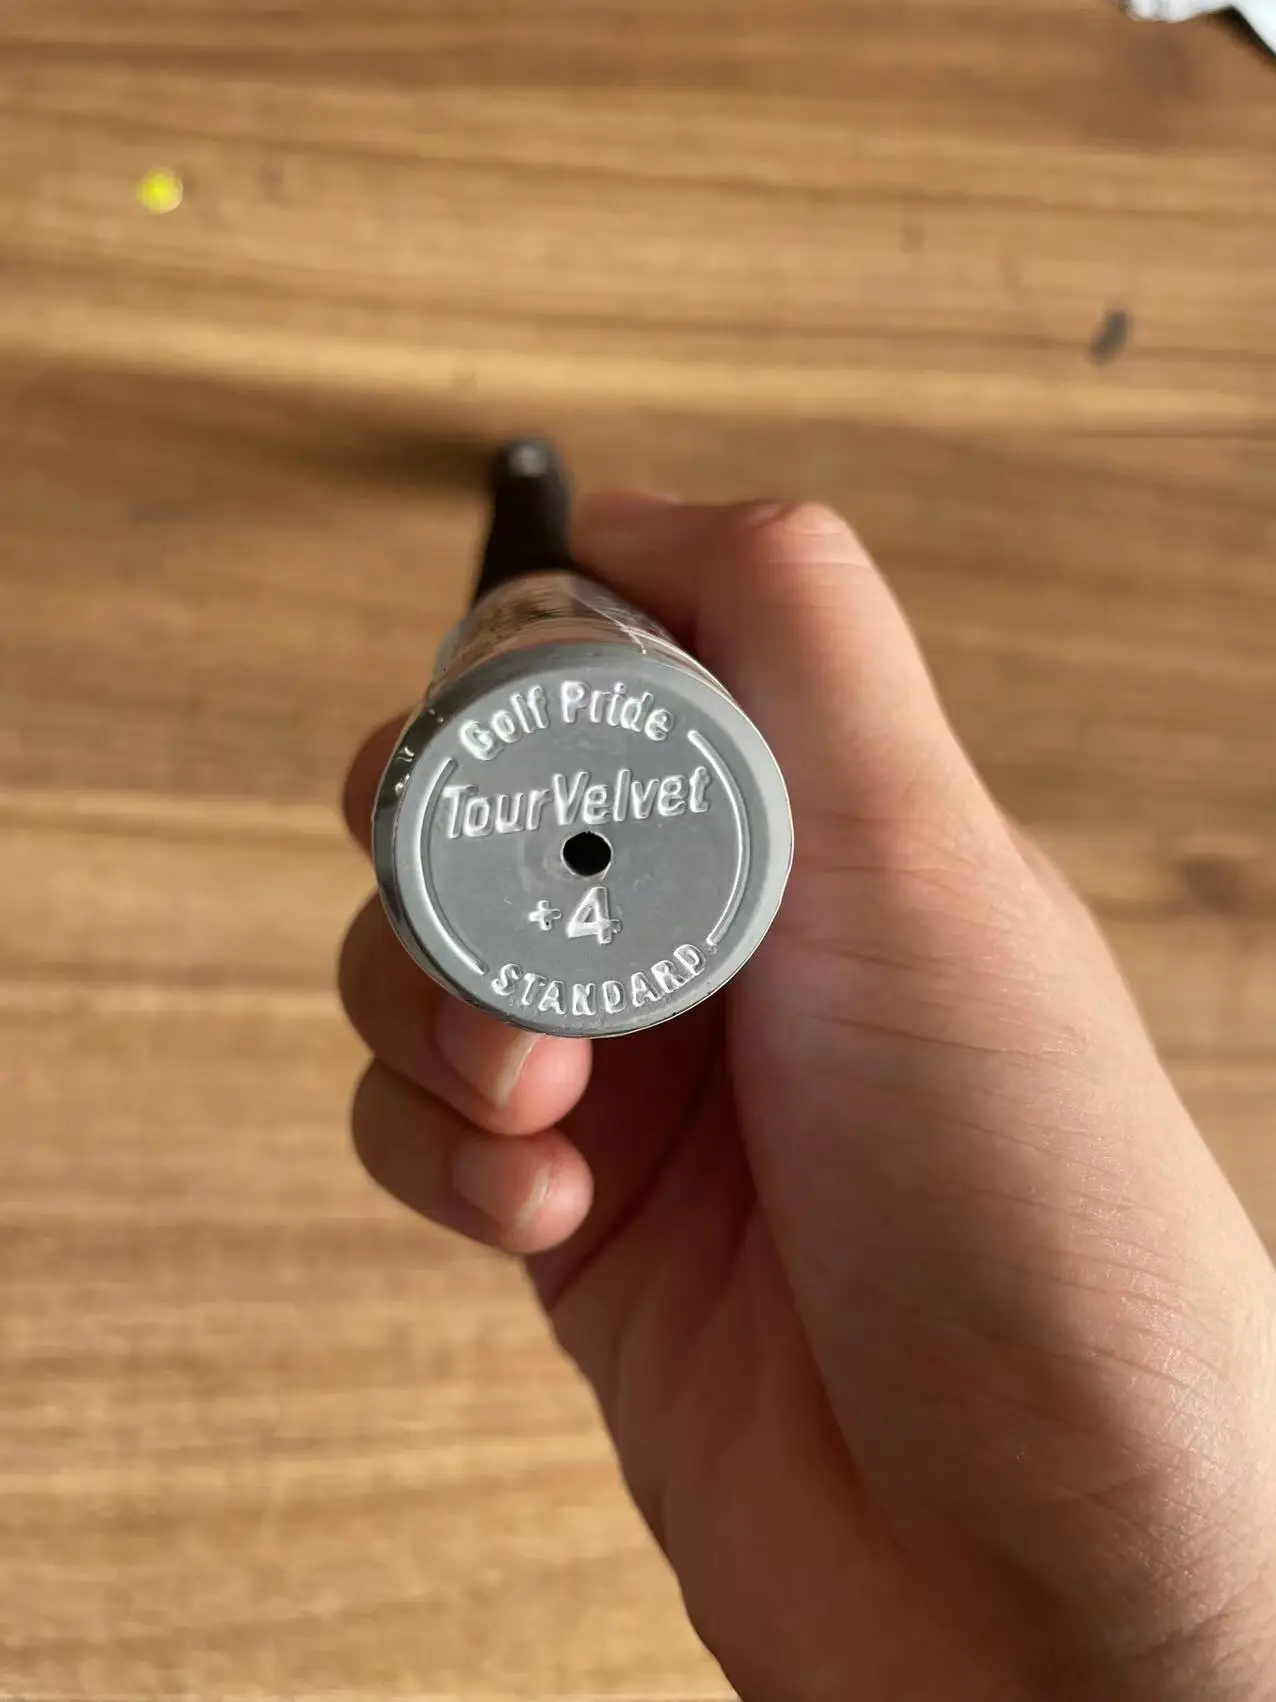 Golf Pride
TourVelvet
+4
STANDARD